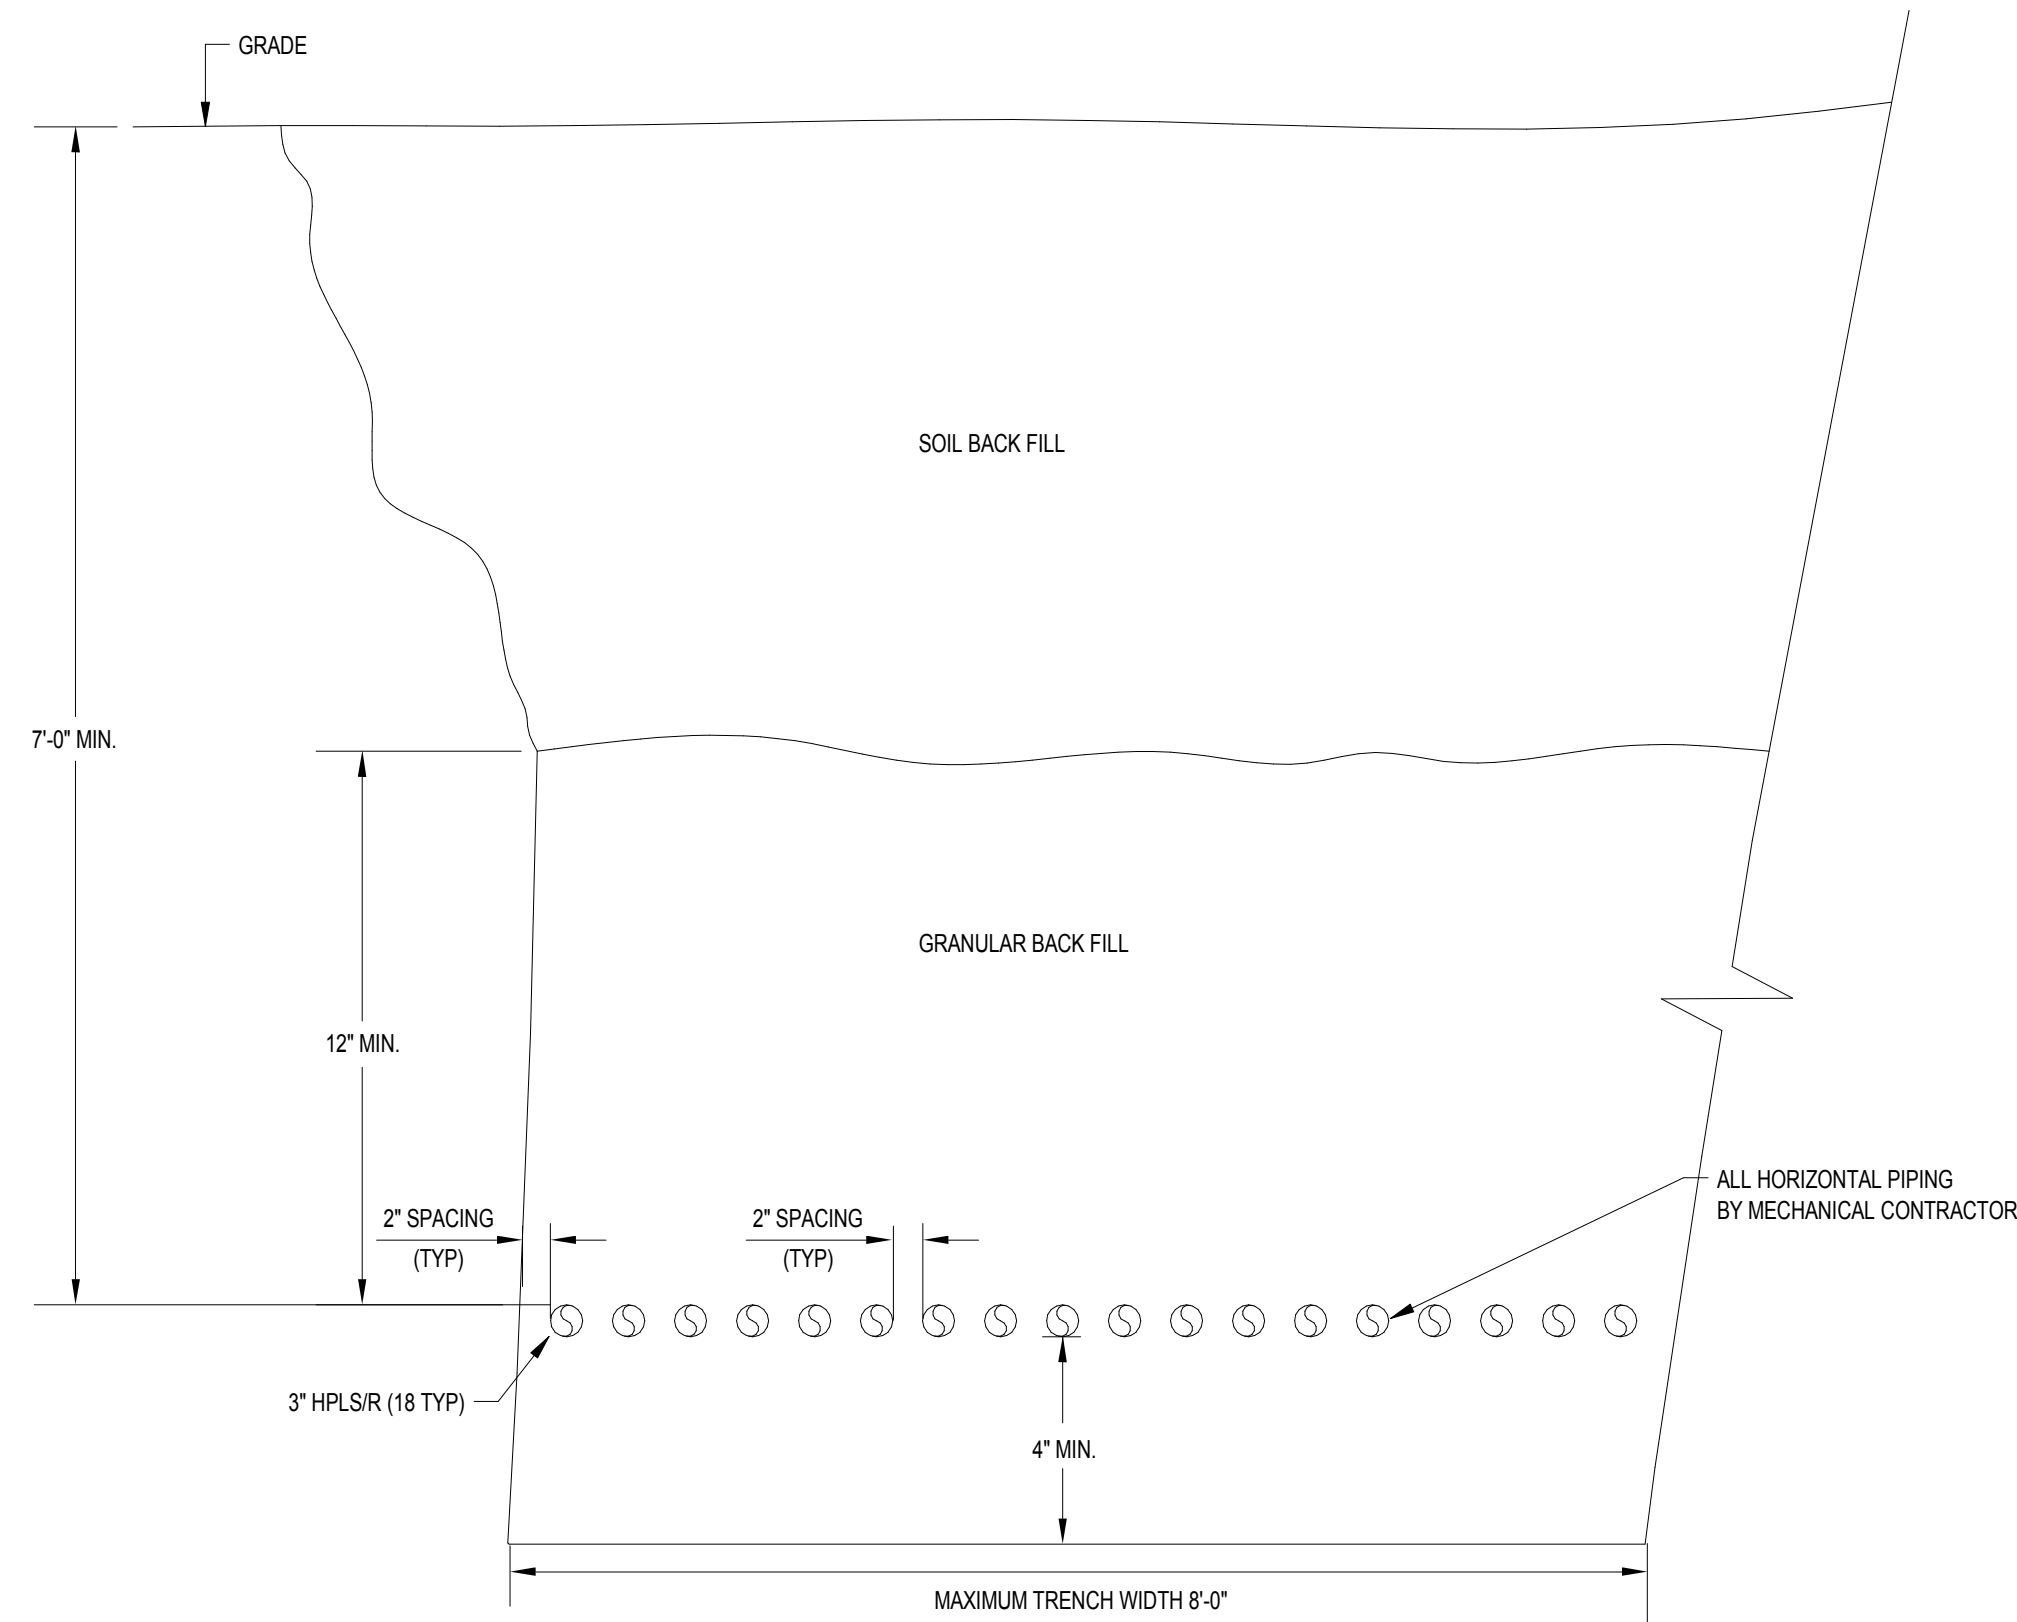 GRADE
SOIL BACK FILL
7'-0" MIN.
GRANULAR BACK FILL
12" MIN.
ALL HORIZONTAL PIPING
BY MECHANICAL CONTRACTOR
2" SPACING
(TYP)
2" SPACING
(TYP)
3" HPLS/R (18 TYP)
4" MIN.
MAXIMUM TRENCH WIDTH 8'-0"